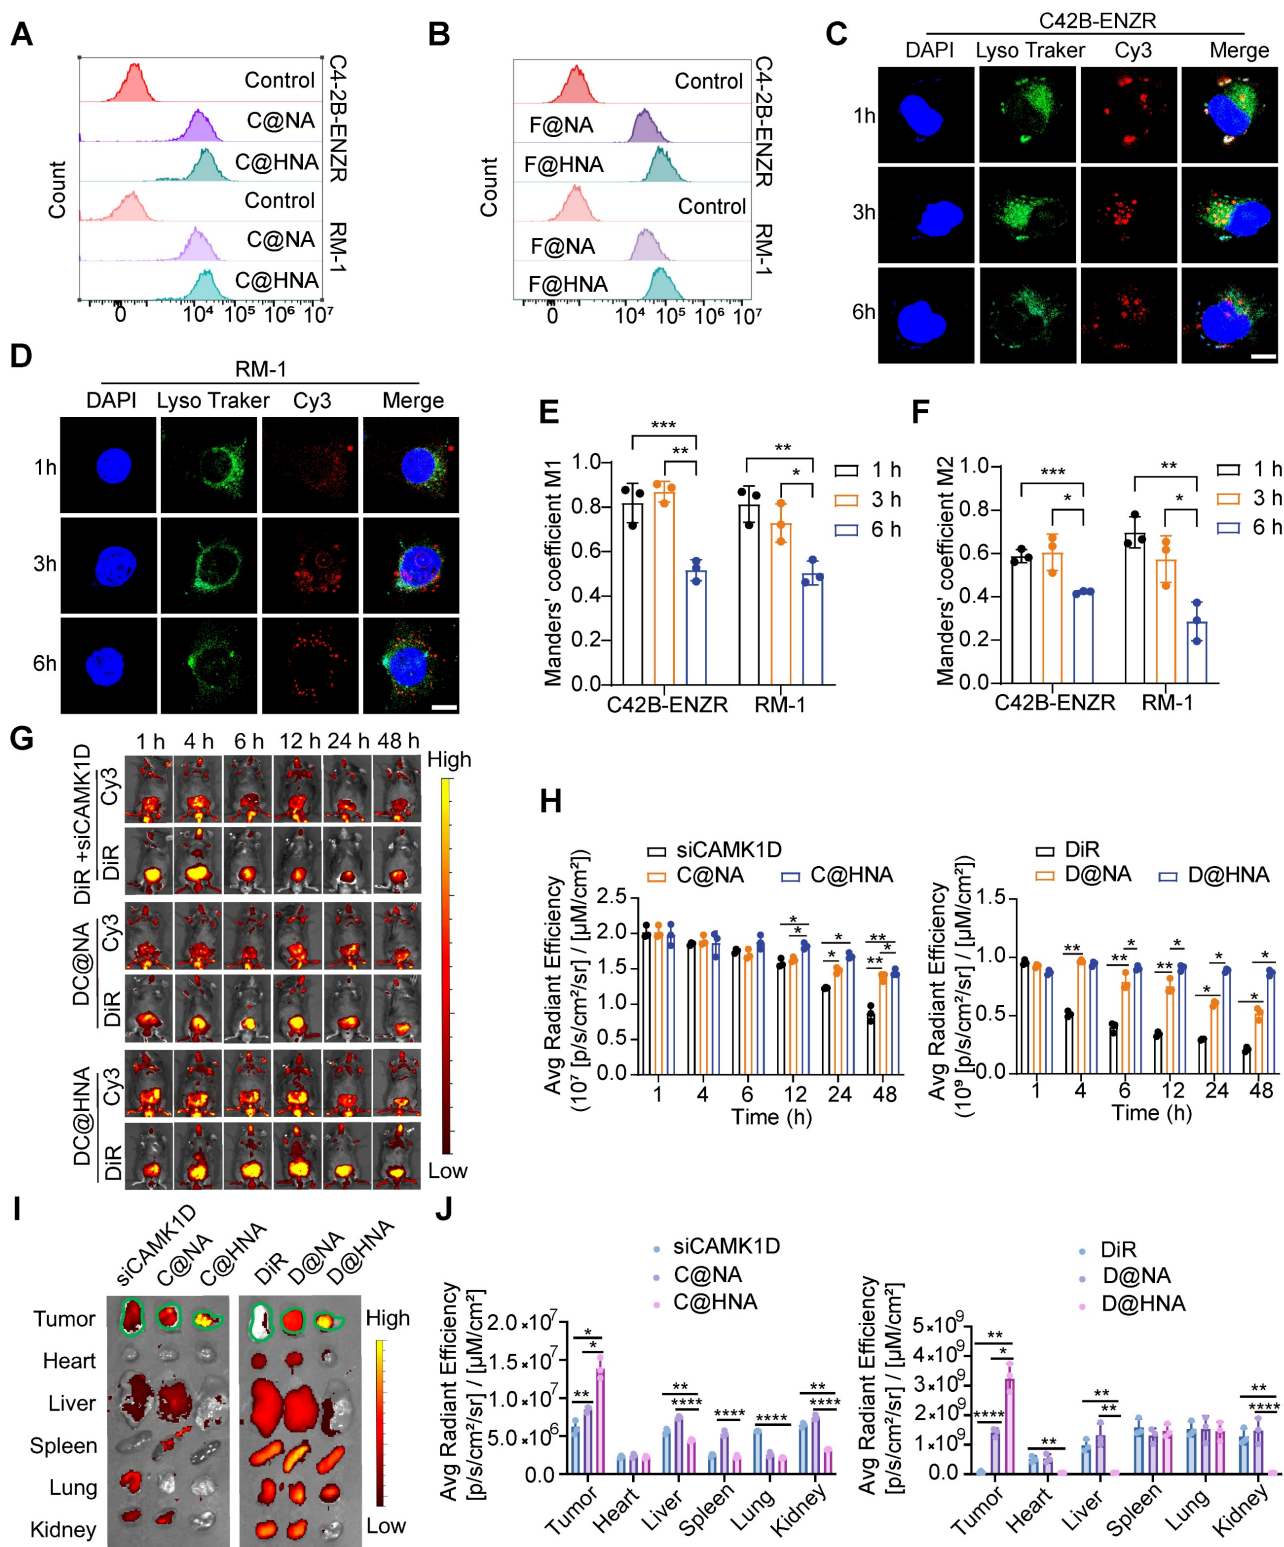 A
Control
C@NA
C@HNA
Control
C@NA
C@HNA
C4-2B-ENZR
RM-1
Count
0 10⁴ 10⁵ 10⁶ 10⁷
B
Control
F@NA
F@HNA
Control
F@NA
F@HNA
C4-2B-ENZR
RM-1
Count
0 10⁴ 10⁵ 10⁶ 10⁷
C
C42B-ENZR
DAPI Lyso Traker Cy3 Merge
1h
3h
6h
D
RM-1
DAPI Lyso Traker Cy3 Merge
1h
3h
6h
E
Manders' coefficient M1
1.0
0.8
0.6
0.4
0.2
0.0
*** ** ** *
1 h
3 h
6 h
C42B-ENZR RM-1
F
Manders' coefficient M2
1.0
0.8
0.6
0.4
0.2
0.0
*** * ** *
1 h
3 h
6 h
C42B-ENZR RM-1
G
1 h 4 h 6 h 12 h 24 h 48 h
DiR +siCAMK1D
Cy3
DiR
DC@NA
Cy3
DiR
DC@HNA
Cy3
DiR
High
Low
H
siCAMK1D
C@NA C@HNA
Avg Radiant Efficiency
(10⁷ [p/s/cm²/sr] / [µM/cm²])
2.5
2.0
1.5
1.0
0.5
0.0
* * * * ** * **
1 4 6 12 24 48
Time (h)
DiR
D@NA D@HNA
Avg Radiant Efficiency
(10⁹ [p/s/cm²/sr] / [µM/cm²])
1.5
1.0
0.5
0.0
** ** * ** * * * * *
1 4 6 12 24 48
Time (h)
I
siCAMK1D C@NA C@HNA DiR D@NA D@HNA
Tumor
Heart
Liver
Spleen
Lung
Kidney
High
Low
J
siCAMK1D
C@NA
C@HNA
Avg Radiant Efficiency
[p/s/cm²/sr] / [µM/cm²]
2.0×10⁷
1.5×10⁷
1.0×10⁷
5.0×10⁶
0.0
* * ** ** **** **** **** ** ****
Tumor Heart Liver Spleen Lung Kidney
DiR
D@NA
D@HNA
Avg Radiant Efficiency
[p/s/cm²/sr] / [µM/cm²]
5×10⁹
4×10⁹
3×10⁹
2×10⁹
1×10⁹
0.0
** * **** ** ** ** ** ****
Tumor Heart Liver Spleen Lung Kidney